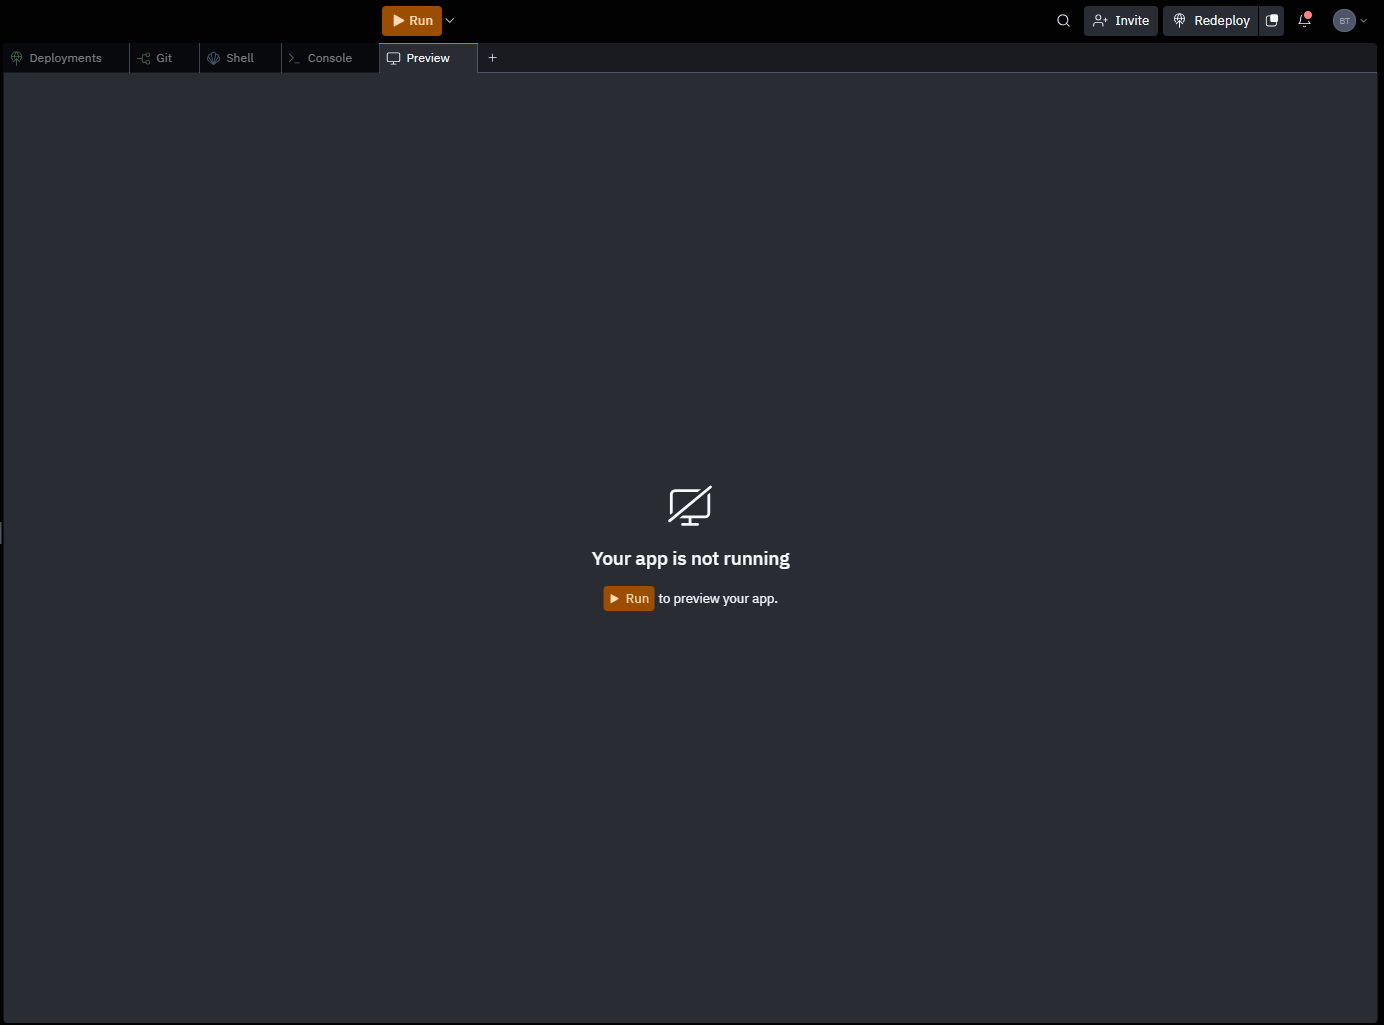 Run
Invite
Redeploy
BT
Deployments
Git
Shell
Console
Preview
Your app is not running
Run to preview your app.